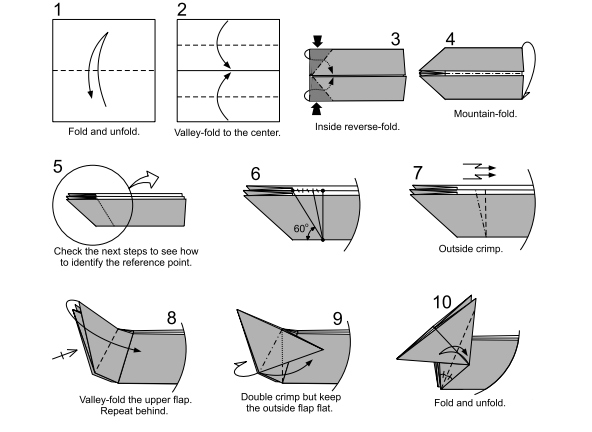 1
Fold and unfold.
2
Valley-fold to the center.
3
Inside reverse-fold.
4
Mountain-fold.
5
Check the next steps to see how
to identify the reference point.
6
60°
7
Outside crimp.
8
Valley-fold the upper flap.
Repeat behind.
9
Double crimp but keep
the outside flap flat.
10
Fold and unfold.